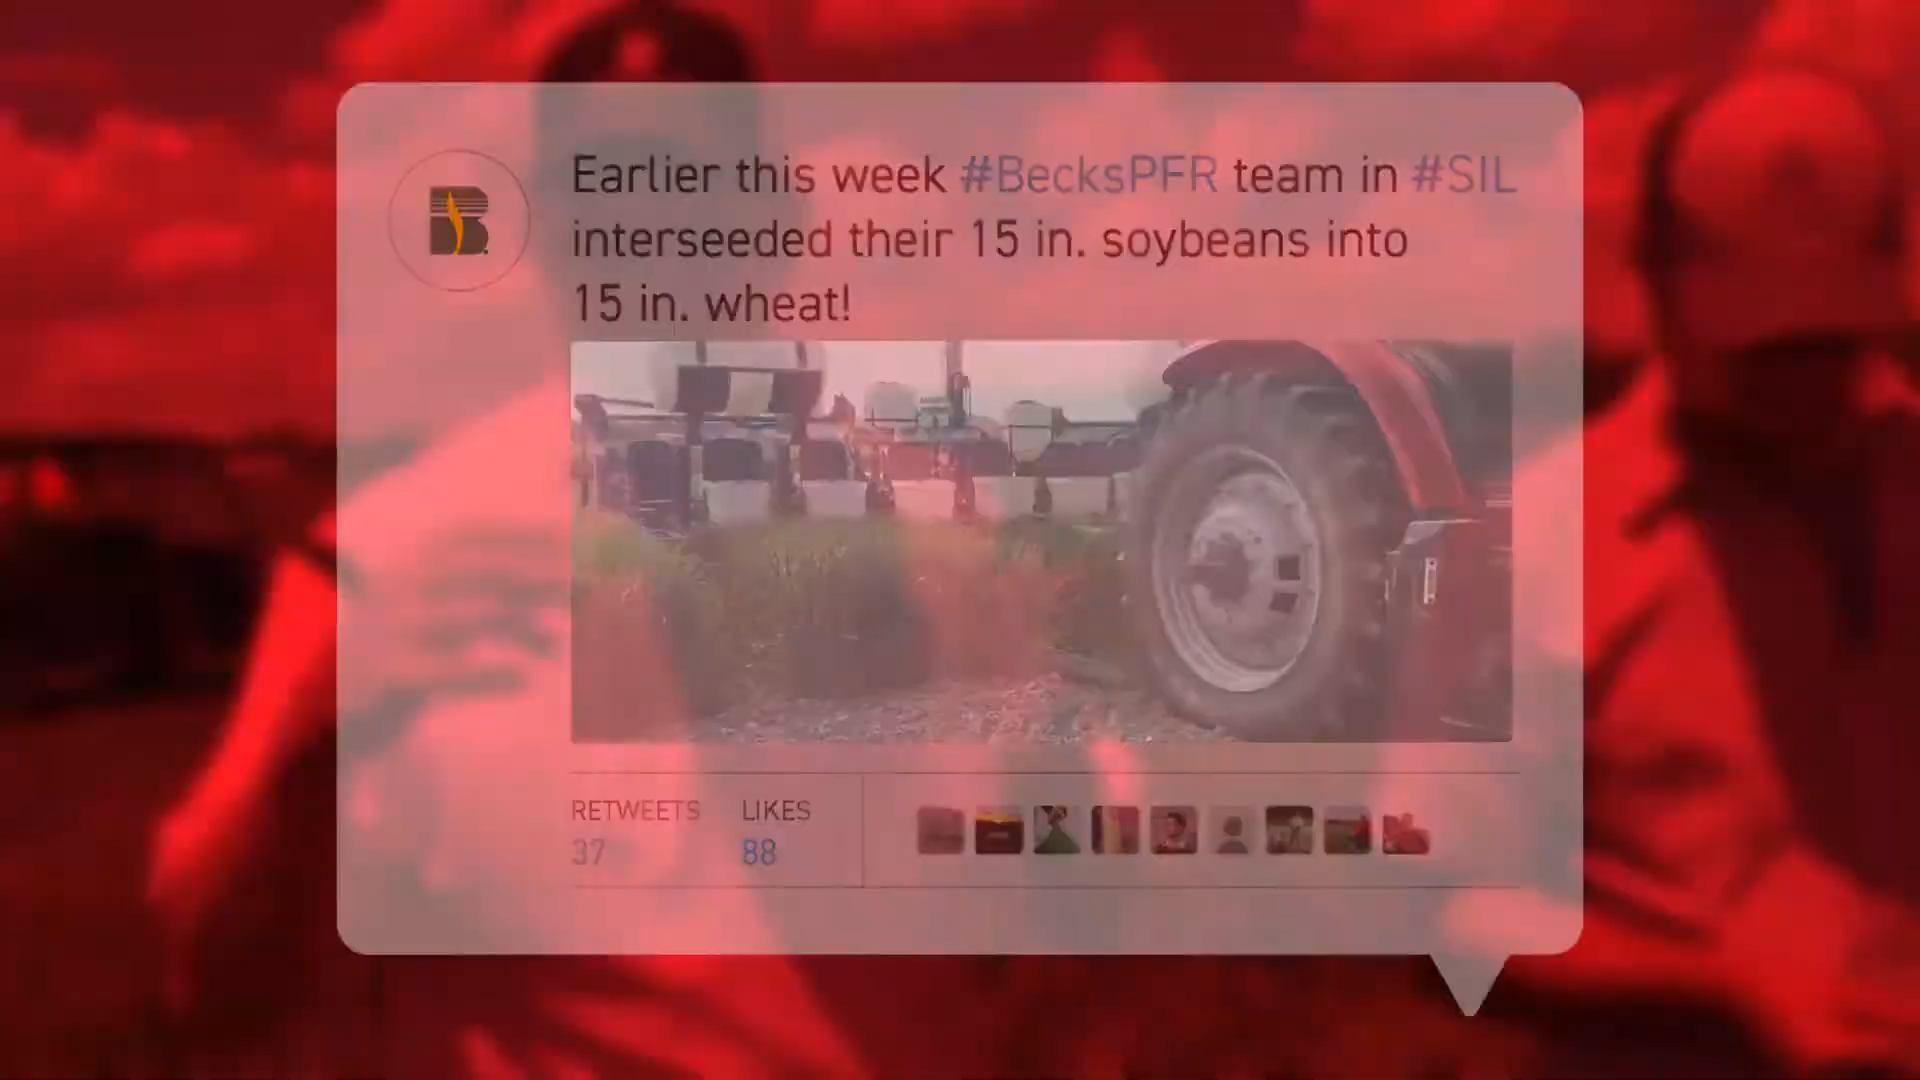 Earlier this week #BecksPFR team in #SIL
interseeded their 15 in. soybeans into
15 in. wheat!
RETWEETS LIKES
37 88